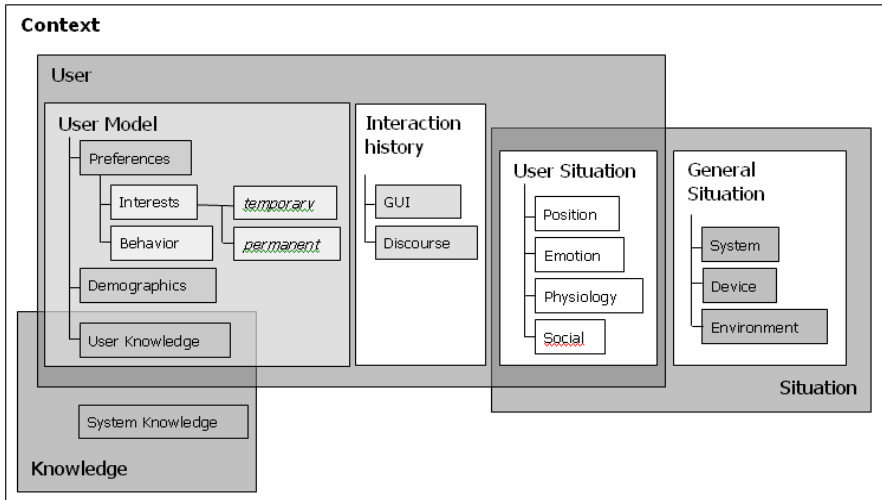 Context
User
User Model
Preferences
Interests
temporary
Behavior
permanent
Demographics
User Knowledge
System Knowledge
Knowledge
Interaction
history
GUI
Discourse
User Situation
Position
Emotion
Physiology
Social
General
Situation
System
Device
Environment
Situation